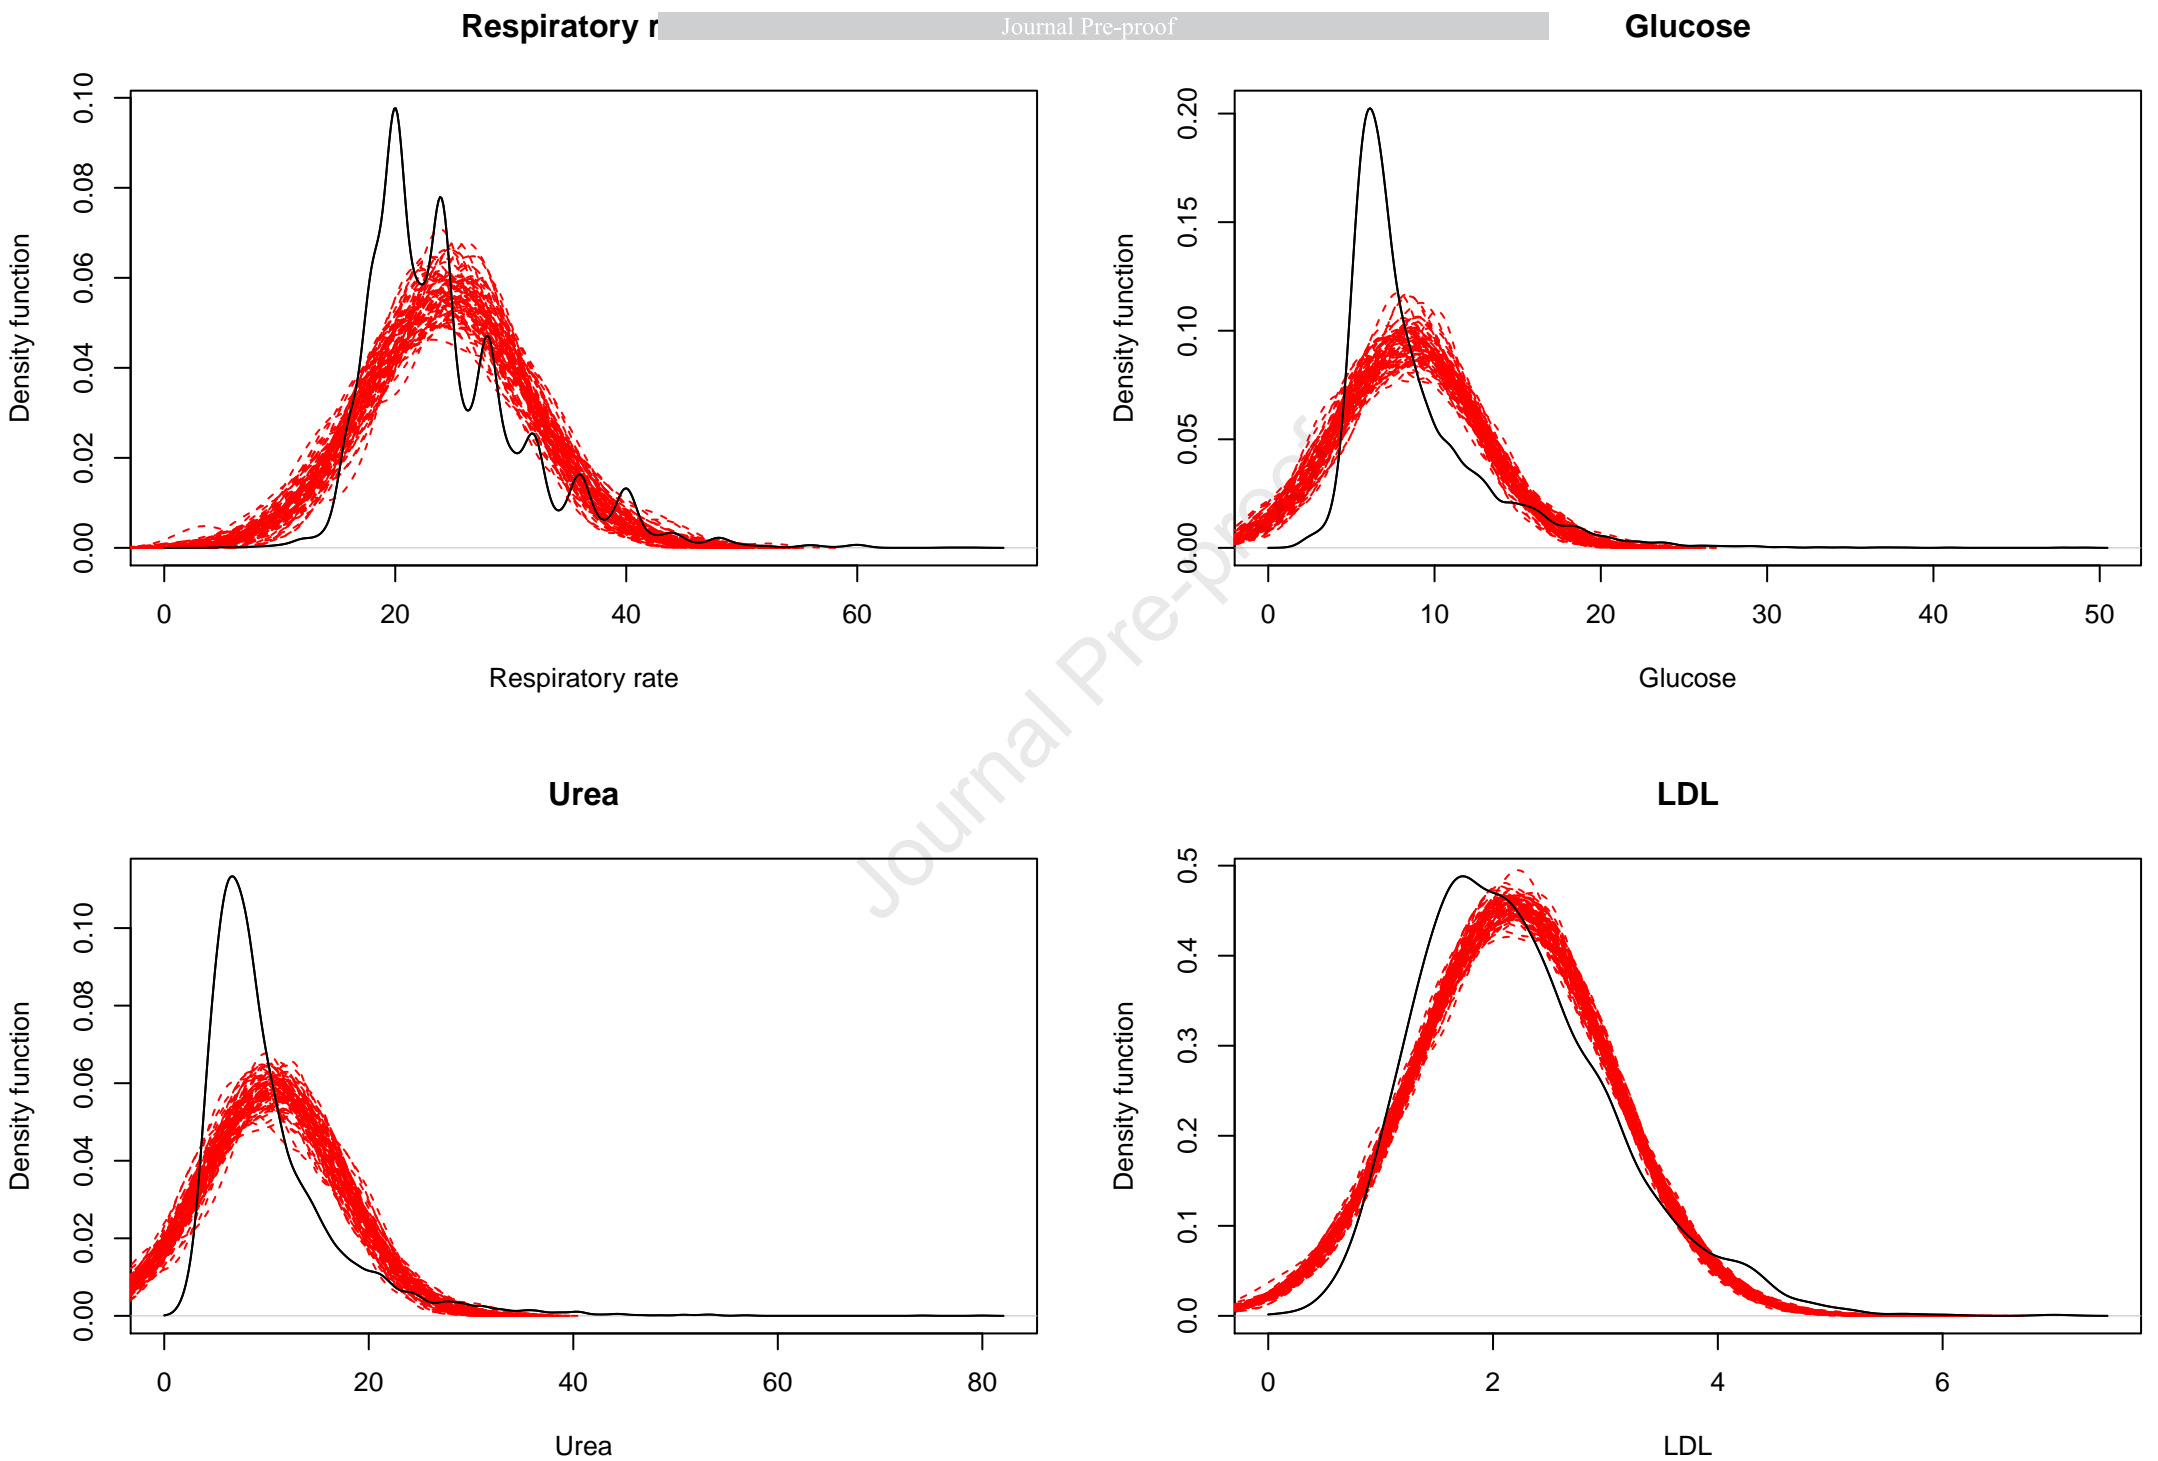 Respiratory r
Journal Pre-proof
Glucose
Density function
0.00 0.02 0.04 0.06 0.08 0.10
0 20 40 60
Respiratory rate
Density function
0.00 0.05 0.10 0.15 0.20
0 10 20 30 40 50
Glucose
Journal Pre-proof
Urea
LDL
Density function
0.00 0.02 0.04 0.06 0.08 0.10
0 20 40 60 80
Urea
Density function
0.0 0.1 0.2 0.3 0.4 0.5
0 2 4 6
LDL